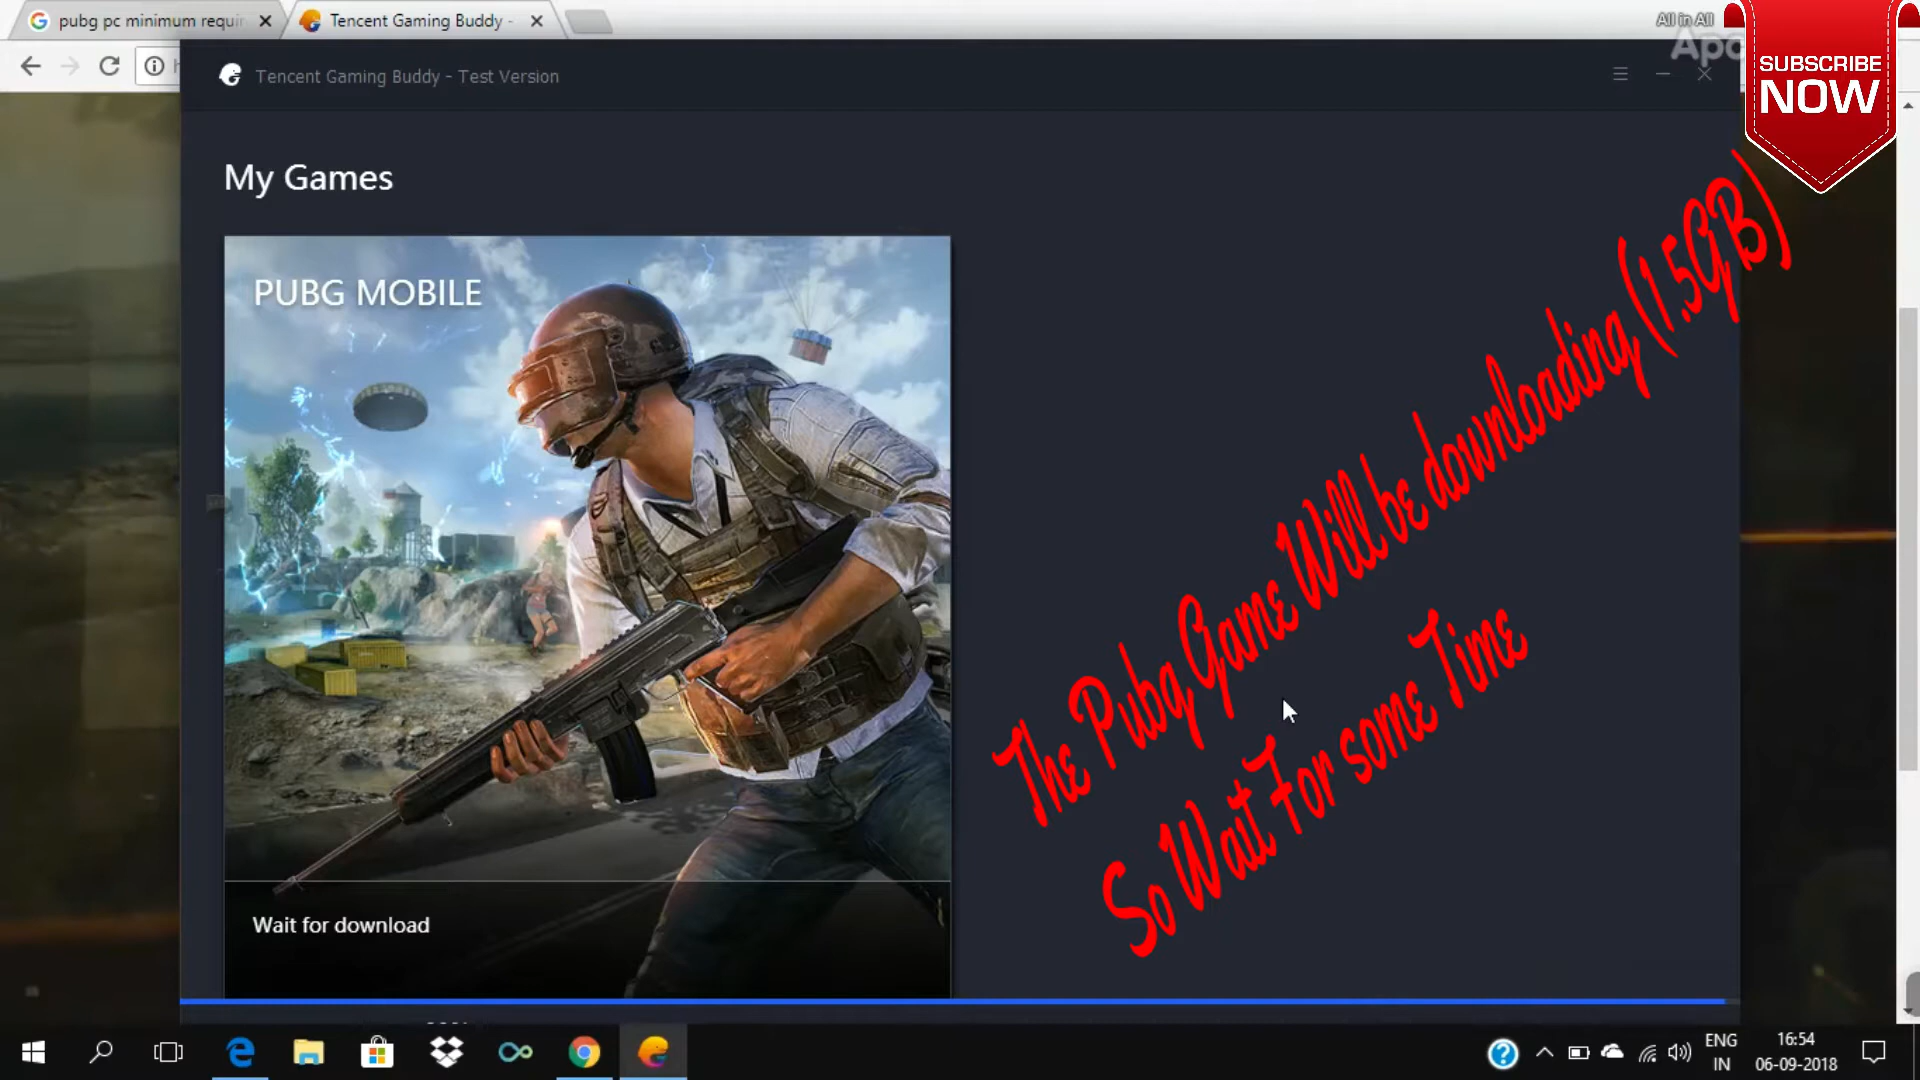 pubg pc minimum requi
Tencent Gaming Buddy -
All in All
Apo
SUBSCRIBE
NOW
Tencent Gaming Buddy - Test Version
My Games
PUBG MOBILE
The Pubg Game Will be downloading (1.5GB)
So Wait For some Time
Wait for download
ENG
IN
16:54
06-09-2018